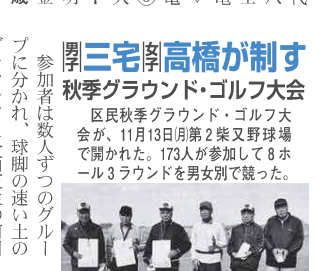 男子三宅女子高橋が制す
秋季グラウンド・ゴルフ大会
区民秋季グラウンド・ゴルフ大
会が、11月13日㈪第2柴又野球場
で開かれた。173人が参加して8ホ
ール3ラウンドを男女別で競った。
参加者は数人ずつのグルー
プに分かれ、球脚の速い土の